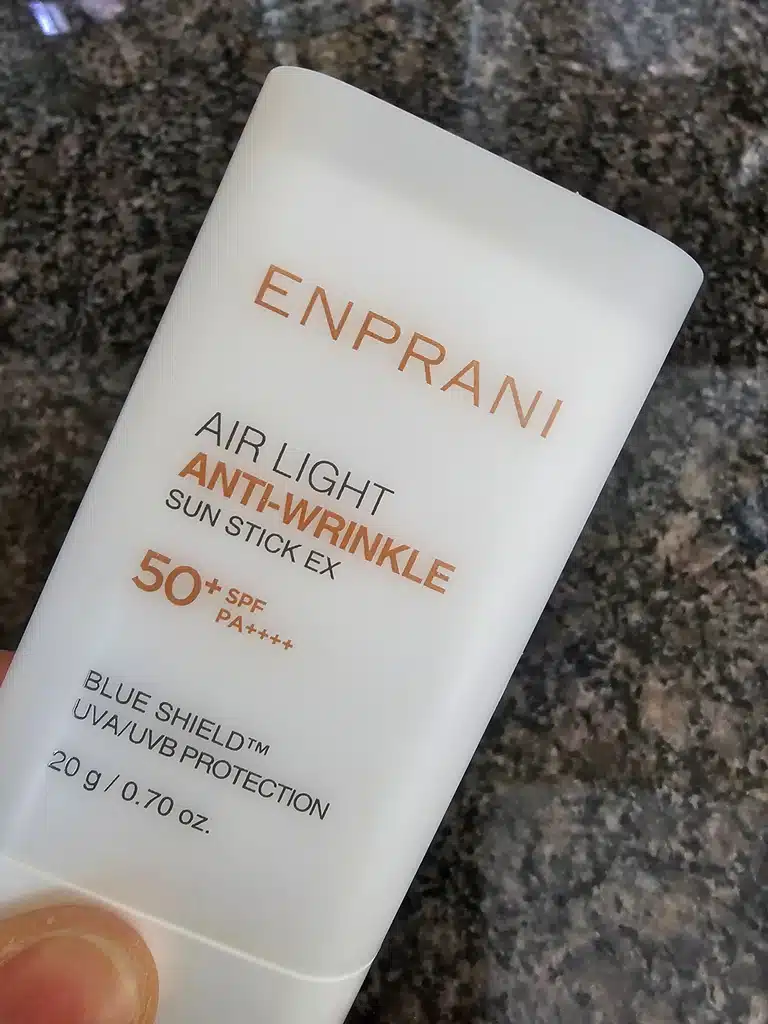 ENPRANI
AIR LIGHT
ANTI-WRINKLE
SUN STICK EX
50+ SPF
PA++++
BLUE SHIELD™
UVA/UVB PROTECTION
20 g / 0.70 oz.